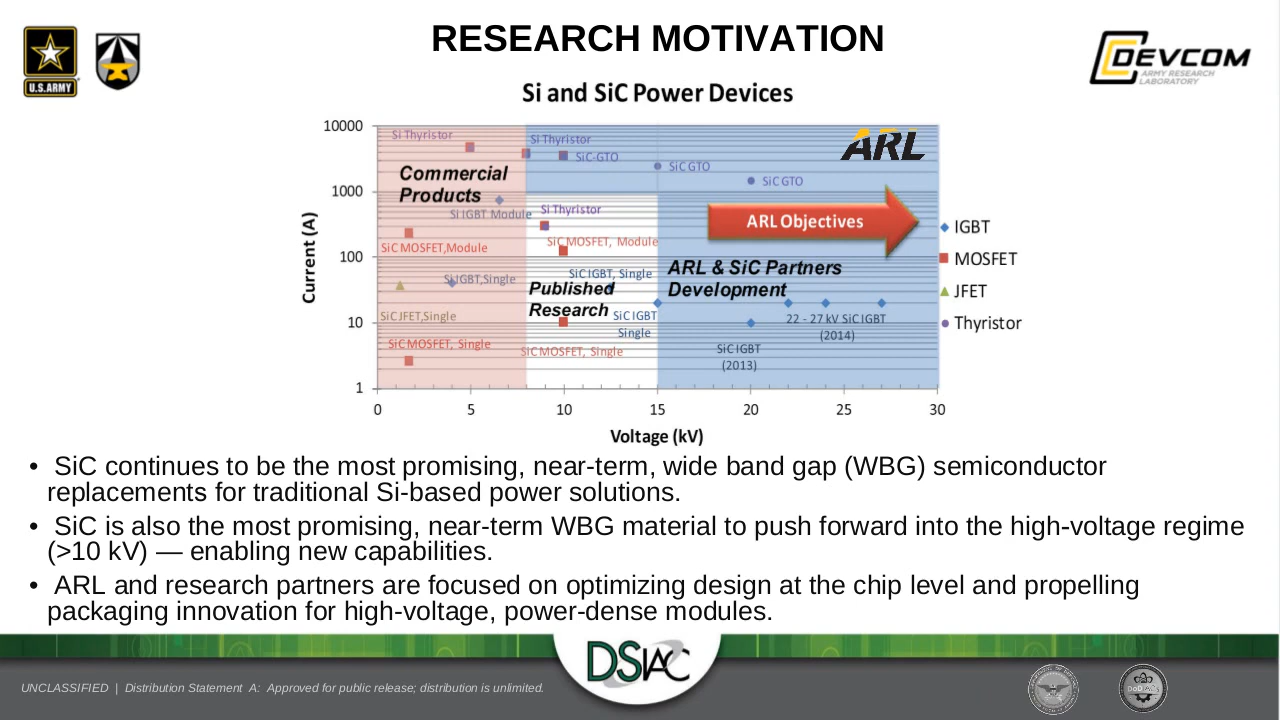 RESEARCH MOTIVATION
U.S.ARMY
DEVCOM
ARMY RESEARCH
LABORATORY
Si and SiC Power Devices
Current (A)
10000
1000
100
10
1
0
5
10
15
20
25
30
Voltage (kV)
Si Thyristor
Si Thyristor
SiC-GTO
SiC GTO
SiC GTO
ARL
Commercial
Products
Si IGBT Module
Si Thyristor
SiC MOSFET,Module
SiC MOSFET, Module
ARL Objectives
Si IGBT,Single
SiC IGBT, Single
ARL & SiC Partners
Development
Published
Research
SiC JFET,Single
SiC IGBT
Single
22 - 27 kV SiC IGBT
(2014)
SiC MOSFET, Single
SiC MOSFET, Single
SiC IGBT
(2013)
IGBT
MOSFET
JFET
Thyristor
• SiC continues to be the most promising, near-term, wide band gap (WBG) semiconductor
replacements for traditional Si-based power solutions.
• SiC is also the most promising, near-term WBG material to push forward into the high-voltage regime
(>10 kV) — enabling new capabilities.
• ARL and research partners are focused on optimizing design at the chip level and propelling
packaging innovation for high-voltage, power-dense modules.
DSIAC
UNCLASSIFIED | Distribution Statement A: Approved for public release; distribution is unlimited.
DoD IACs